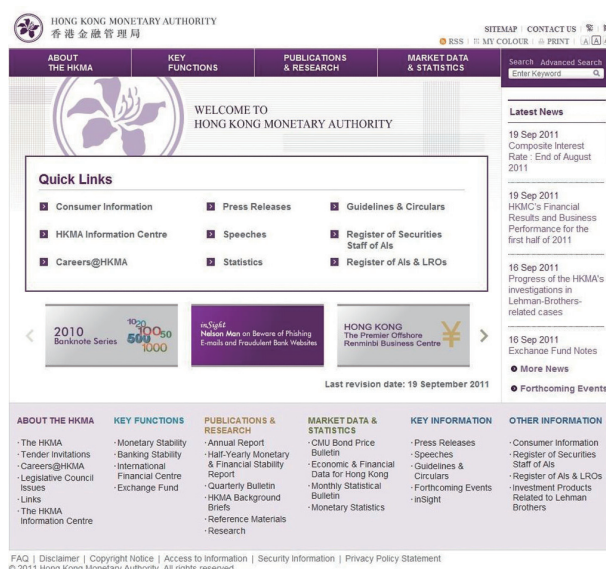 HONG KONG MONETARY AUTHORITY
香港金融管理局
SITEMAP | CONTACT US | 繁
RSS | MY COLOUR | PRINT | A A
ABOUT THE HKMA
KEY FUNCTIONS
PUBLICATIONS & RESEARCH
MARKET DATA & STATISTICS
Search Advanced Search
Enter Keyword
WELCOME TO
HONG KONG MONETARY AUTHORITY
Quick Links
Consumer Information
Press Releases
Guidelines & Circulars
HKMA Information Centre
Speeches
Register of Securities
Staff of AIs
Careers@HKMA
Statistics
Register of AIs & LROs
2010
Banknote Series
10 20
500 100 50
1000
inSight
Nelson Man on Beware of Phishing
E-mails and Fraudulent Bank Websites
HONG KONG
The Premier Offshore
Renminbi Business Centre
¥
Last revision date: 19 September 2011
Latest News
19 Sep 2011
Composite Interest
Rate : End of August
2011
19 Sep 2011
HKMC's Financial
Results and Business
Performance for the
first half of 2011
16 Sep 2011
Progress of the HKMA's
investigations in
Lehman-Brothers-
related cases
16 Sep 2011
Exchange Fund Notes
More News
Forthcoming Events
ABOUT THE HKMA
· The HKMA
· Tender Invitations
· Careers@HKMA
· Legislative Council
Issues
· Links
· The HKMA
Information Centre
KEY FUNCTIONS
· Monetary Stability
· Banking Stability
· International
Financial Centre
· Exchange Fund
PUBLICATIONS &
RESEARCH
· Annual Report
· Half-Yearly Monetary
& Financial Stability
Report
· Quarterly Bulletin
· HKMA Background
Briefs
· Reference Materials
· Research
MARKET DATA &
STATISTICS
· CMU Bond Price
Bulletin
· Economic & Financial
Data for Hong Kong
· Monthly Statistical
Bulletin
· Monetary Statistics
KEY INFORMATION
· Press Releases
· Speeches
· Guidelines &
Circulars
· Forthcoming Events
· inSight
OTHER INFORMATION
· Consumer Information
· Register of Securities
Staff of AIs
· Register of AIs & LROs
· Investment Products
Related to Lehman
Brothers
FAQ | Disclaimer | Copyright Notice | Access to Information | Security Information | Privacy Policy Statement
© 2011 Hong Kong Monetary Authority. All rights reserved.